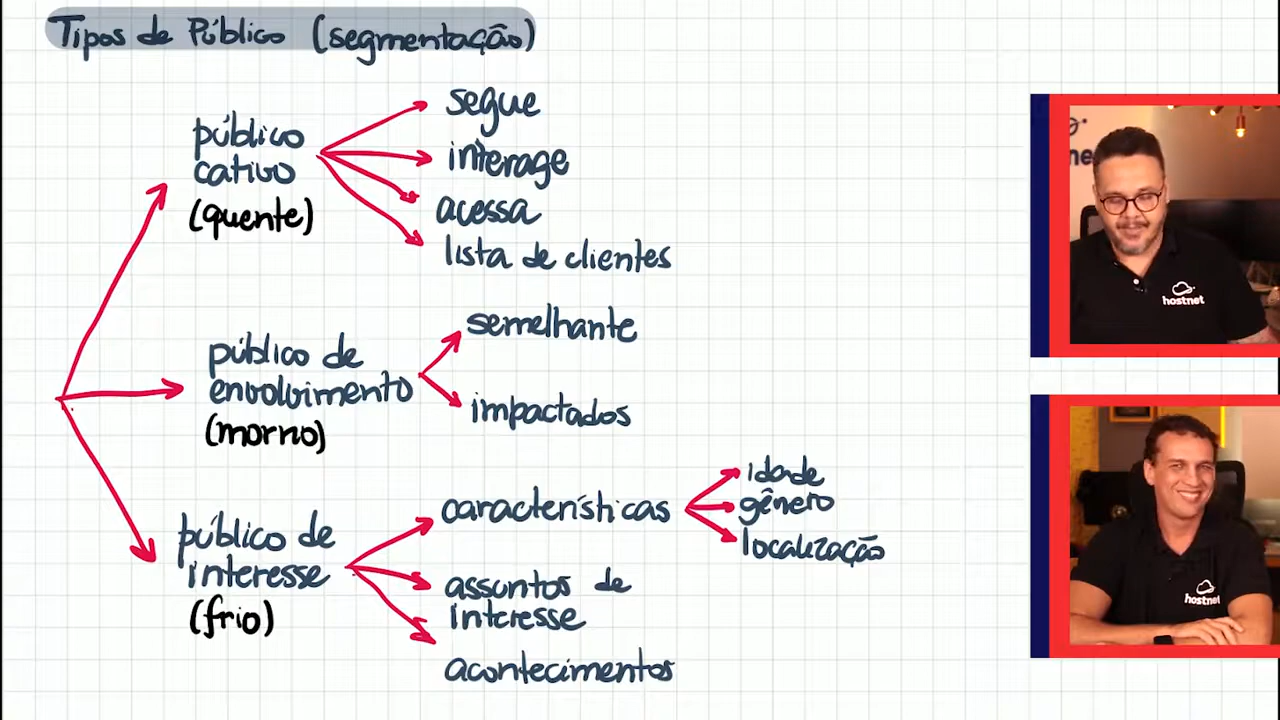 Tipos de Público (segmentação)
público
cativo
(quente)
segue
interage
acessa
lista de clientes
público de
envolvimento
(morno)
semelhante
impactados
público de
interesse
(frio)
características
idade
gênero
localização
assuntos de
interesse
acontecimentos
hostnet
hostnet